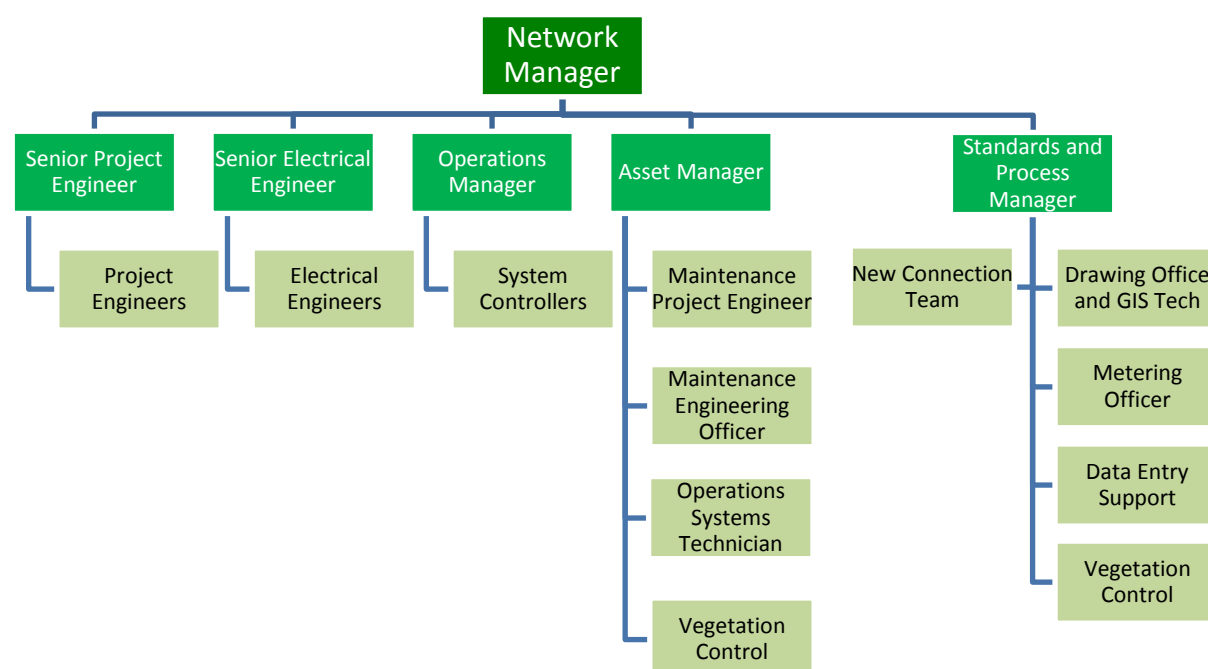 Network
Manager
Senior Project
Engineer
Senior Electrical
Engineer
Operations
Manager
Asset Manager
Standards and
Process
Manager
Project
Engineers
Electrical
Engineers
System
Controllers
Maintenance
Project Engineer
New Connection
Team
Drawing Office
and GIS Tech
Maintenance
Engineering
Officer
Metering
Officer
Operations
Systems
Technician
Data Entry
Support
Vegetation
Control
Vegetation
Control